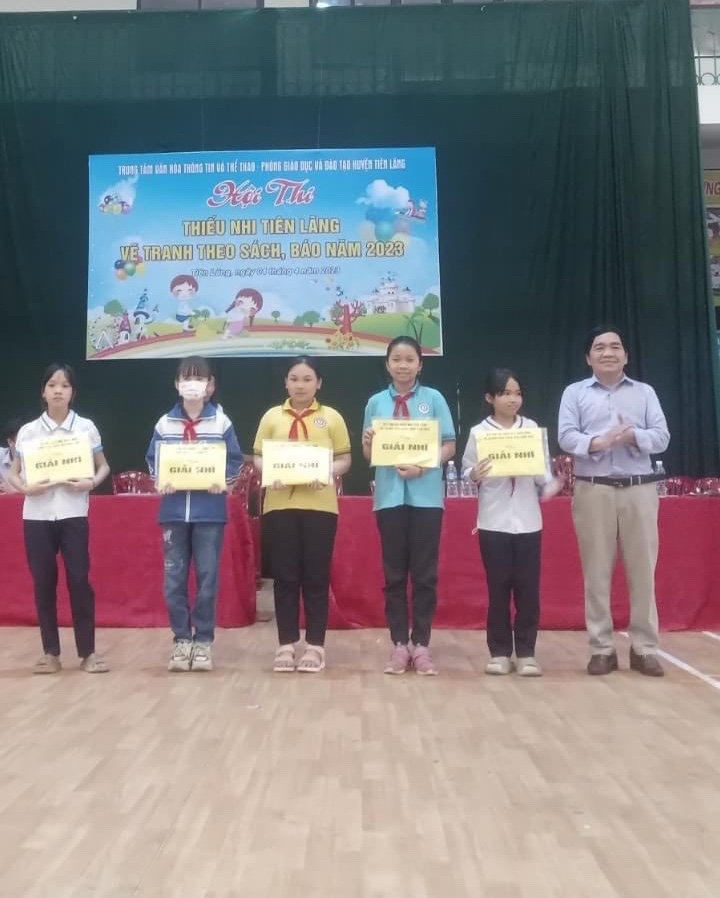 TRUNG TÂM VĂN HÓA THÔNG TIN VÀ THỂ THAO - PHÒNG GIÁO DỤC VÀ ĐÀO TẠO HUYỆN TIÊN LÃNG
Hội Thi
THIẾU NHI TIÊN LÃNG
VẼ TRANH THEO SÁCH, BÁO NĂM 2023
Tiên Lãng, ngày 04 tháng 4 năm 2023
GIẢI NHÌ
GIẢI NHÌ
GIẢI NHÌ
GIẢI NHÌ
GIẢI NHÌ